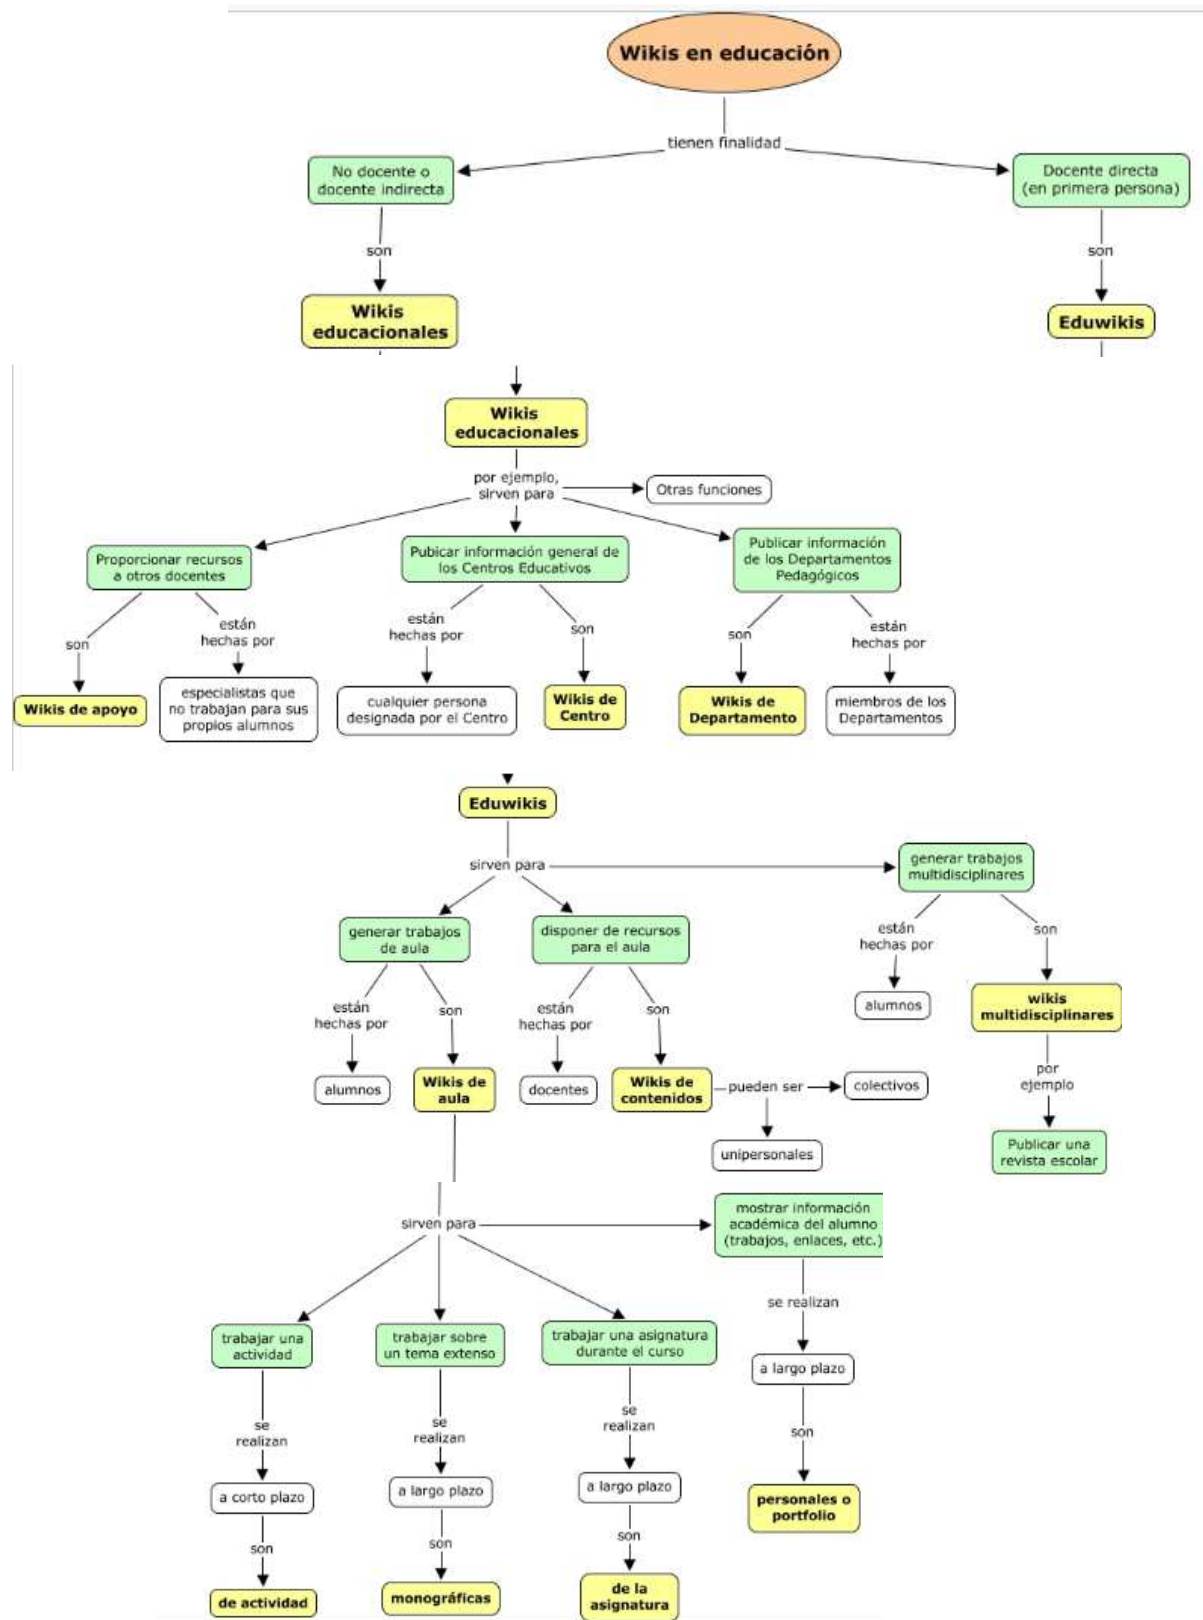 Wikis en educación
tienen finalidad
No docente o
docente indirecta
Docente directa
(en primera persona)
son
son
Wikis
educacionales
Eduwikis
Wikis
educacionales
por ejemplo,
sirven para
Otras funciones
Proporcionar recursos
a otros docentes
Pubicar información general de
los Centros Educativos
Publicar información
de los Departamentos
Pedagógicos
son
están
hechas por
están
hechas por
son
son
están
hechas por
Wikis de apoyo
especialistas que
no trabajan para sus
propios alumnos
cualquier persona
designada por el Centro
Wikis de
Centro
Wikis de
Departamento
miembros de los
Departamentos
Eduwikis
sirven para
generar trabajos
multidisciplinares
generar trabajos
de aula
disponer de recursos
para el aula
están
hechas por
son
están
hechas por
son
están
hechas por
son
alumnos
wikis
multidisciplinares
alumnos
Wikis de
aula
docentes
Wikis de
contenidos
pueden ser
colectivos
unipersonales
por
ejemplo
Publicar una
revista escolar
sirven para
mostrar información
académica del alumno
(trabajos, enlaces, etc.)
trabajar una
actividad
trabajar sobre
un tema extenso
trabajar una asignatura
durante el curso
se realizan
a largo plazo
se
realizan
se
realizan
se
realizan
son
a corto plazo
a largo plazo
a largo plazo
personales o
portfolio
son
son
son
de actividad
monográficas
de la
asignatura